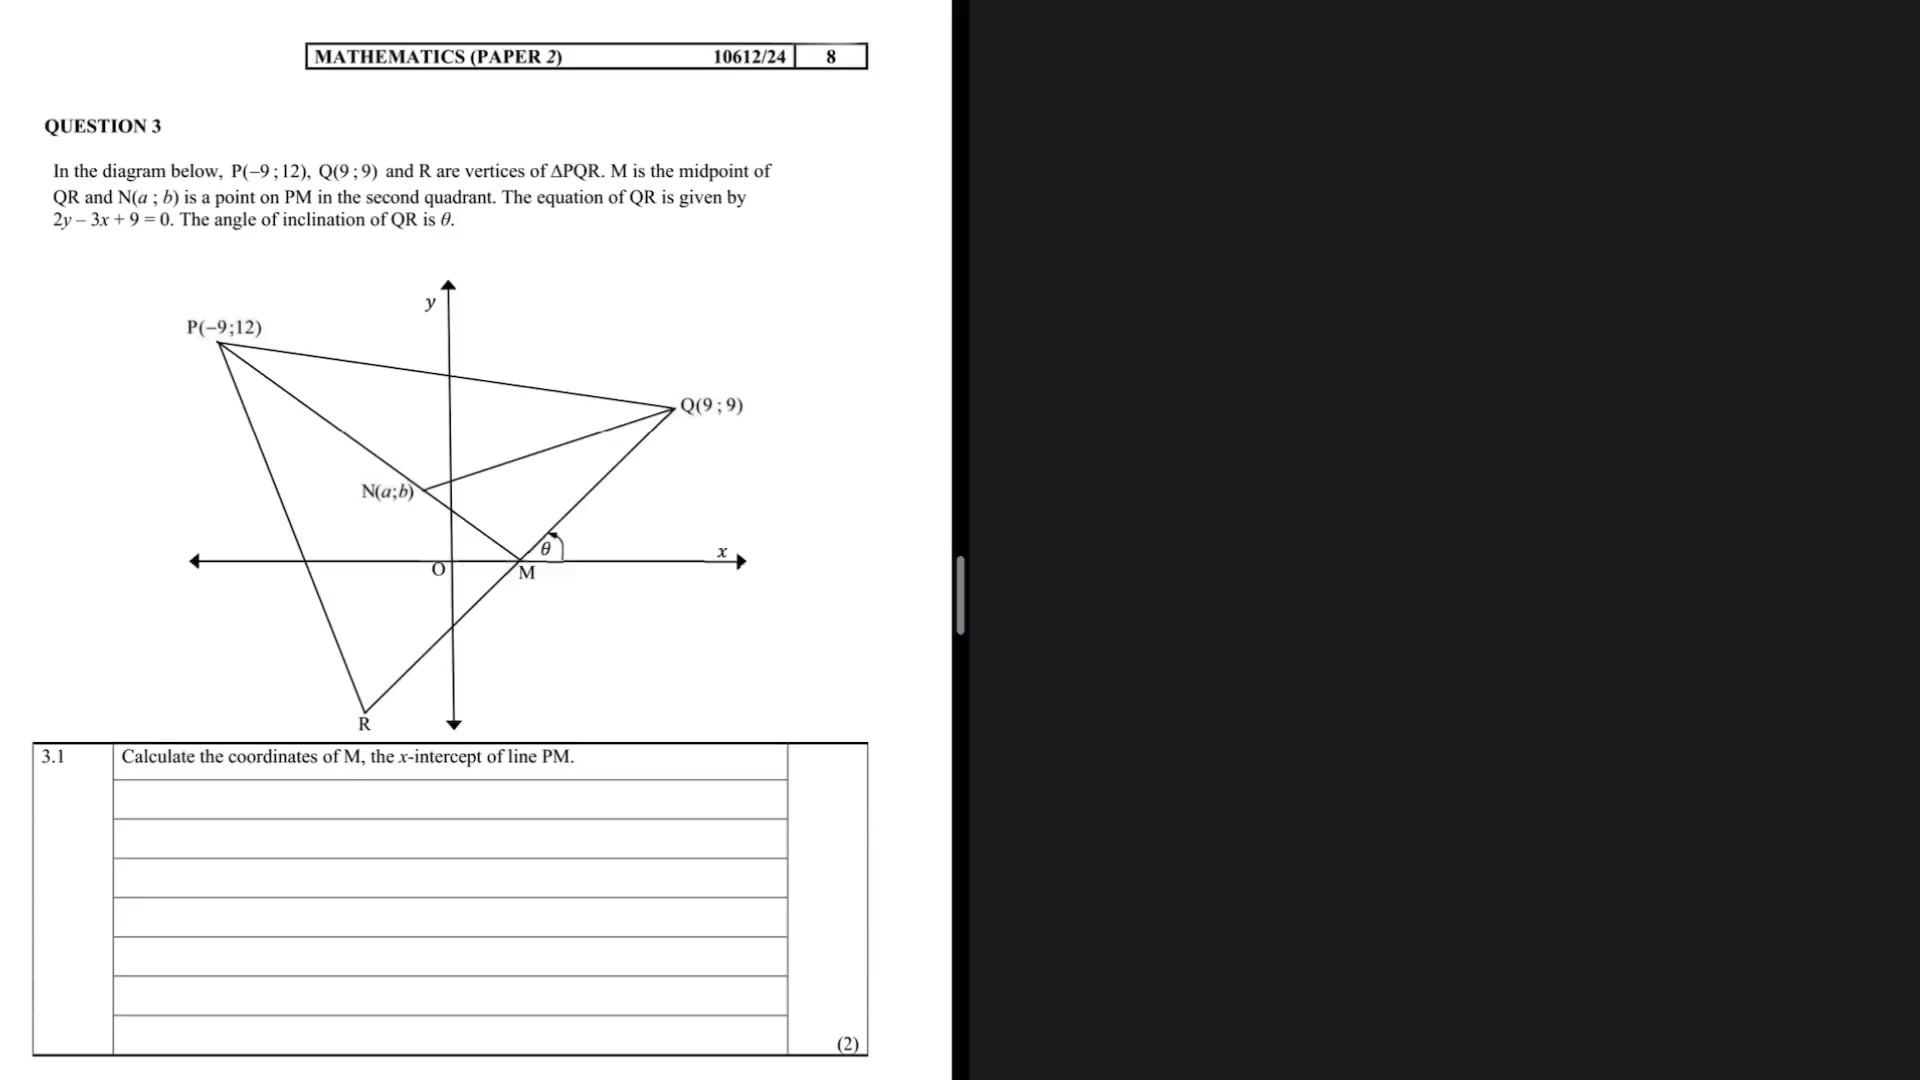 MATHEMATICS (PAPER 2) 10612/24 8
QUESTION 3
In the diagram below, P(–9 ; 12), Q(9 ; 9) and R are vertices of ΔPQR. M is the midpoint of
QR and N(a ; b) is a point on PM in the second quadrant. The equation of QR is given by
2y – 3x + 9 = 0. The angle of inclination of QR is θ.
y
P(–9;12)
Q(9 ; 9)
N(a;b)
θ
x
O
M
R
3.1 Calculate the coordinates of M, the x-intercept of line PM.
(2)